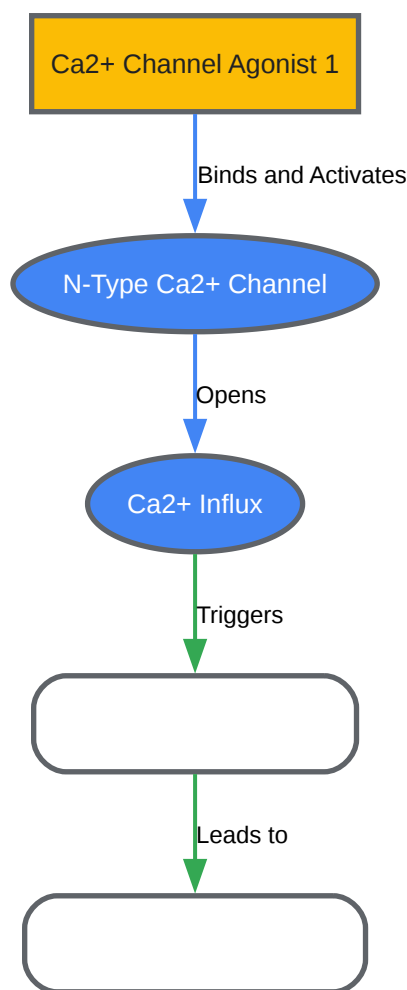 Ca2+ Channel Agonist 1
Binds and Activates
N-Type Ca2+ Channel
Opens
Ca2+ Influx
Triggers
Leads to